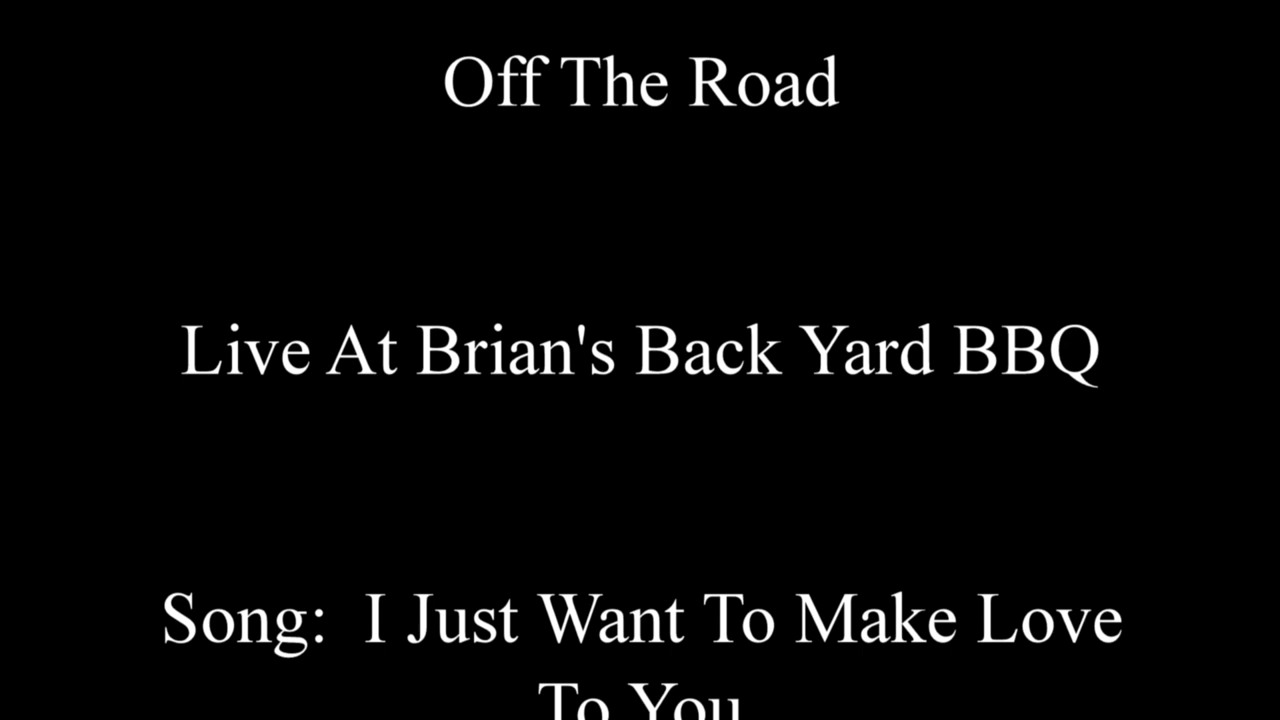 Off The Road
Live At Brian's Back Yard BBQ
Song:  I Just Want To Make Love
To You